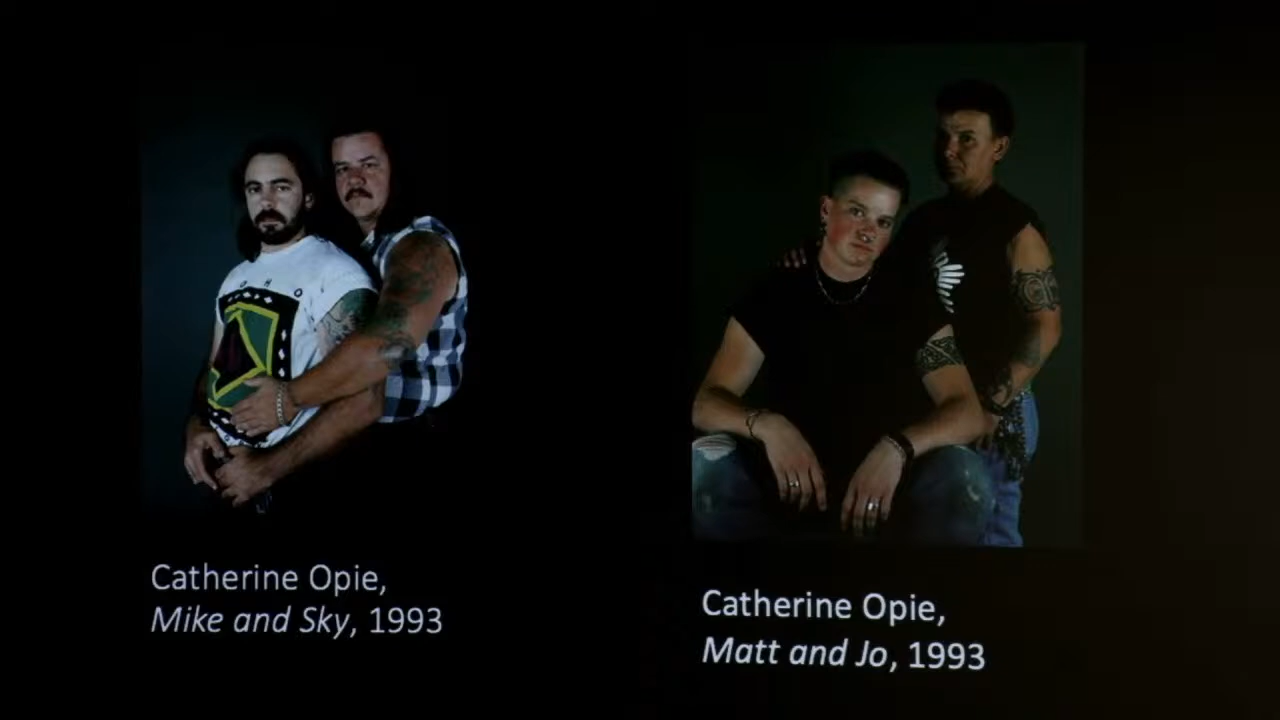 Catherine Opie,
Mike and Sky, 1993
Catherine Opie,
Matt and Jo, 1993